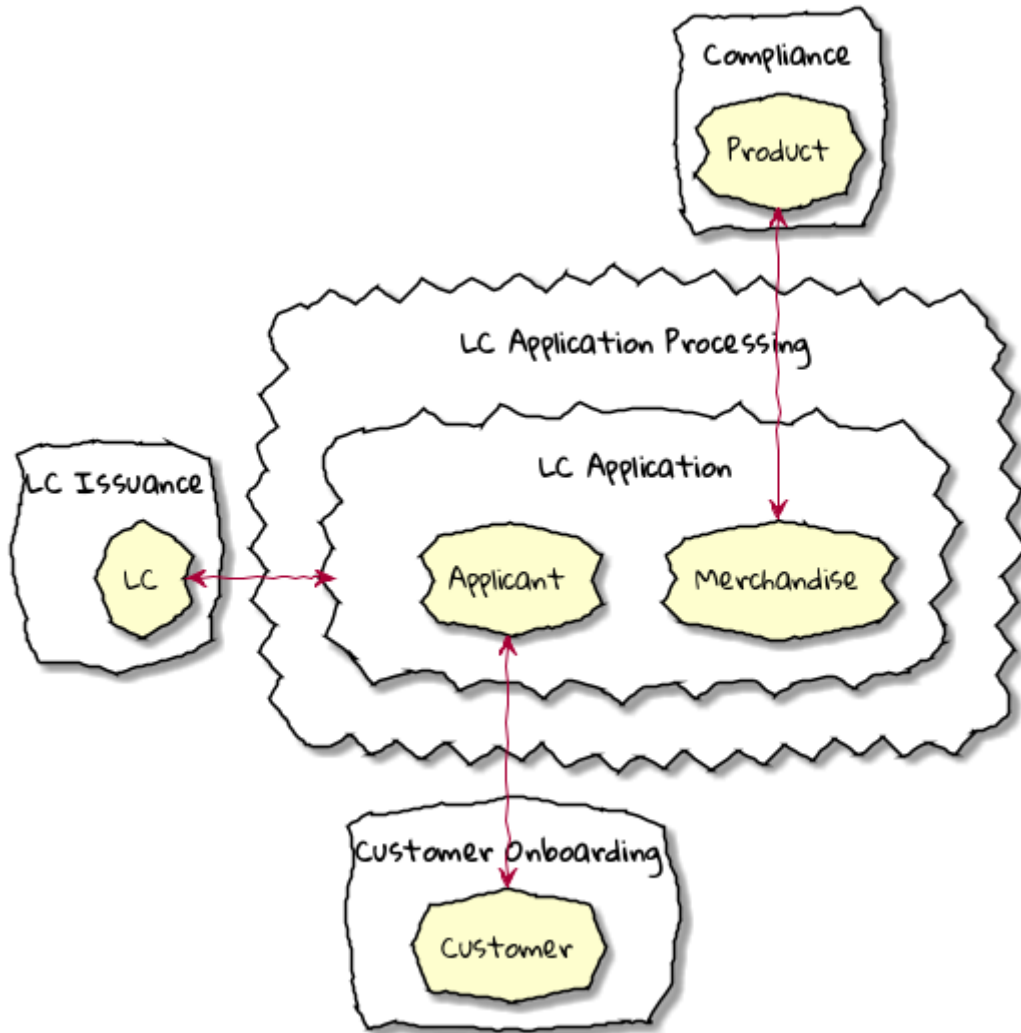 Compliance
Product
LC Application Processing
LC Application
LC Issuance
LC
Applicant
Merchandise
Customer Onboarding
Customer